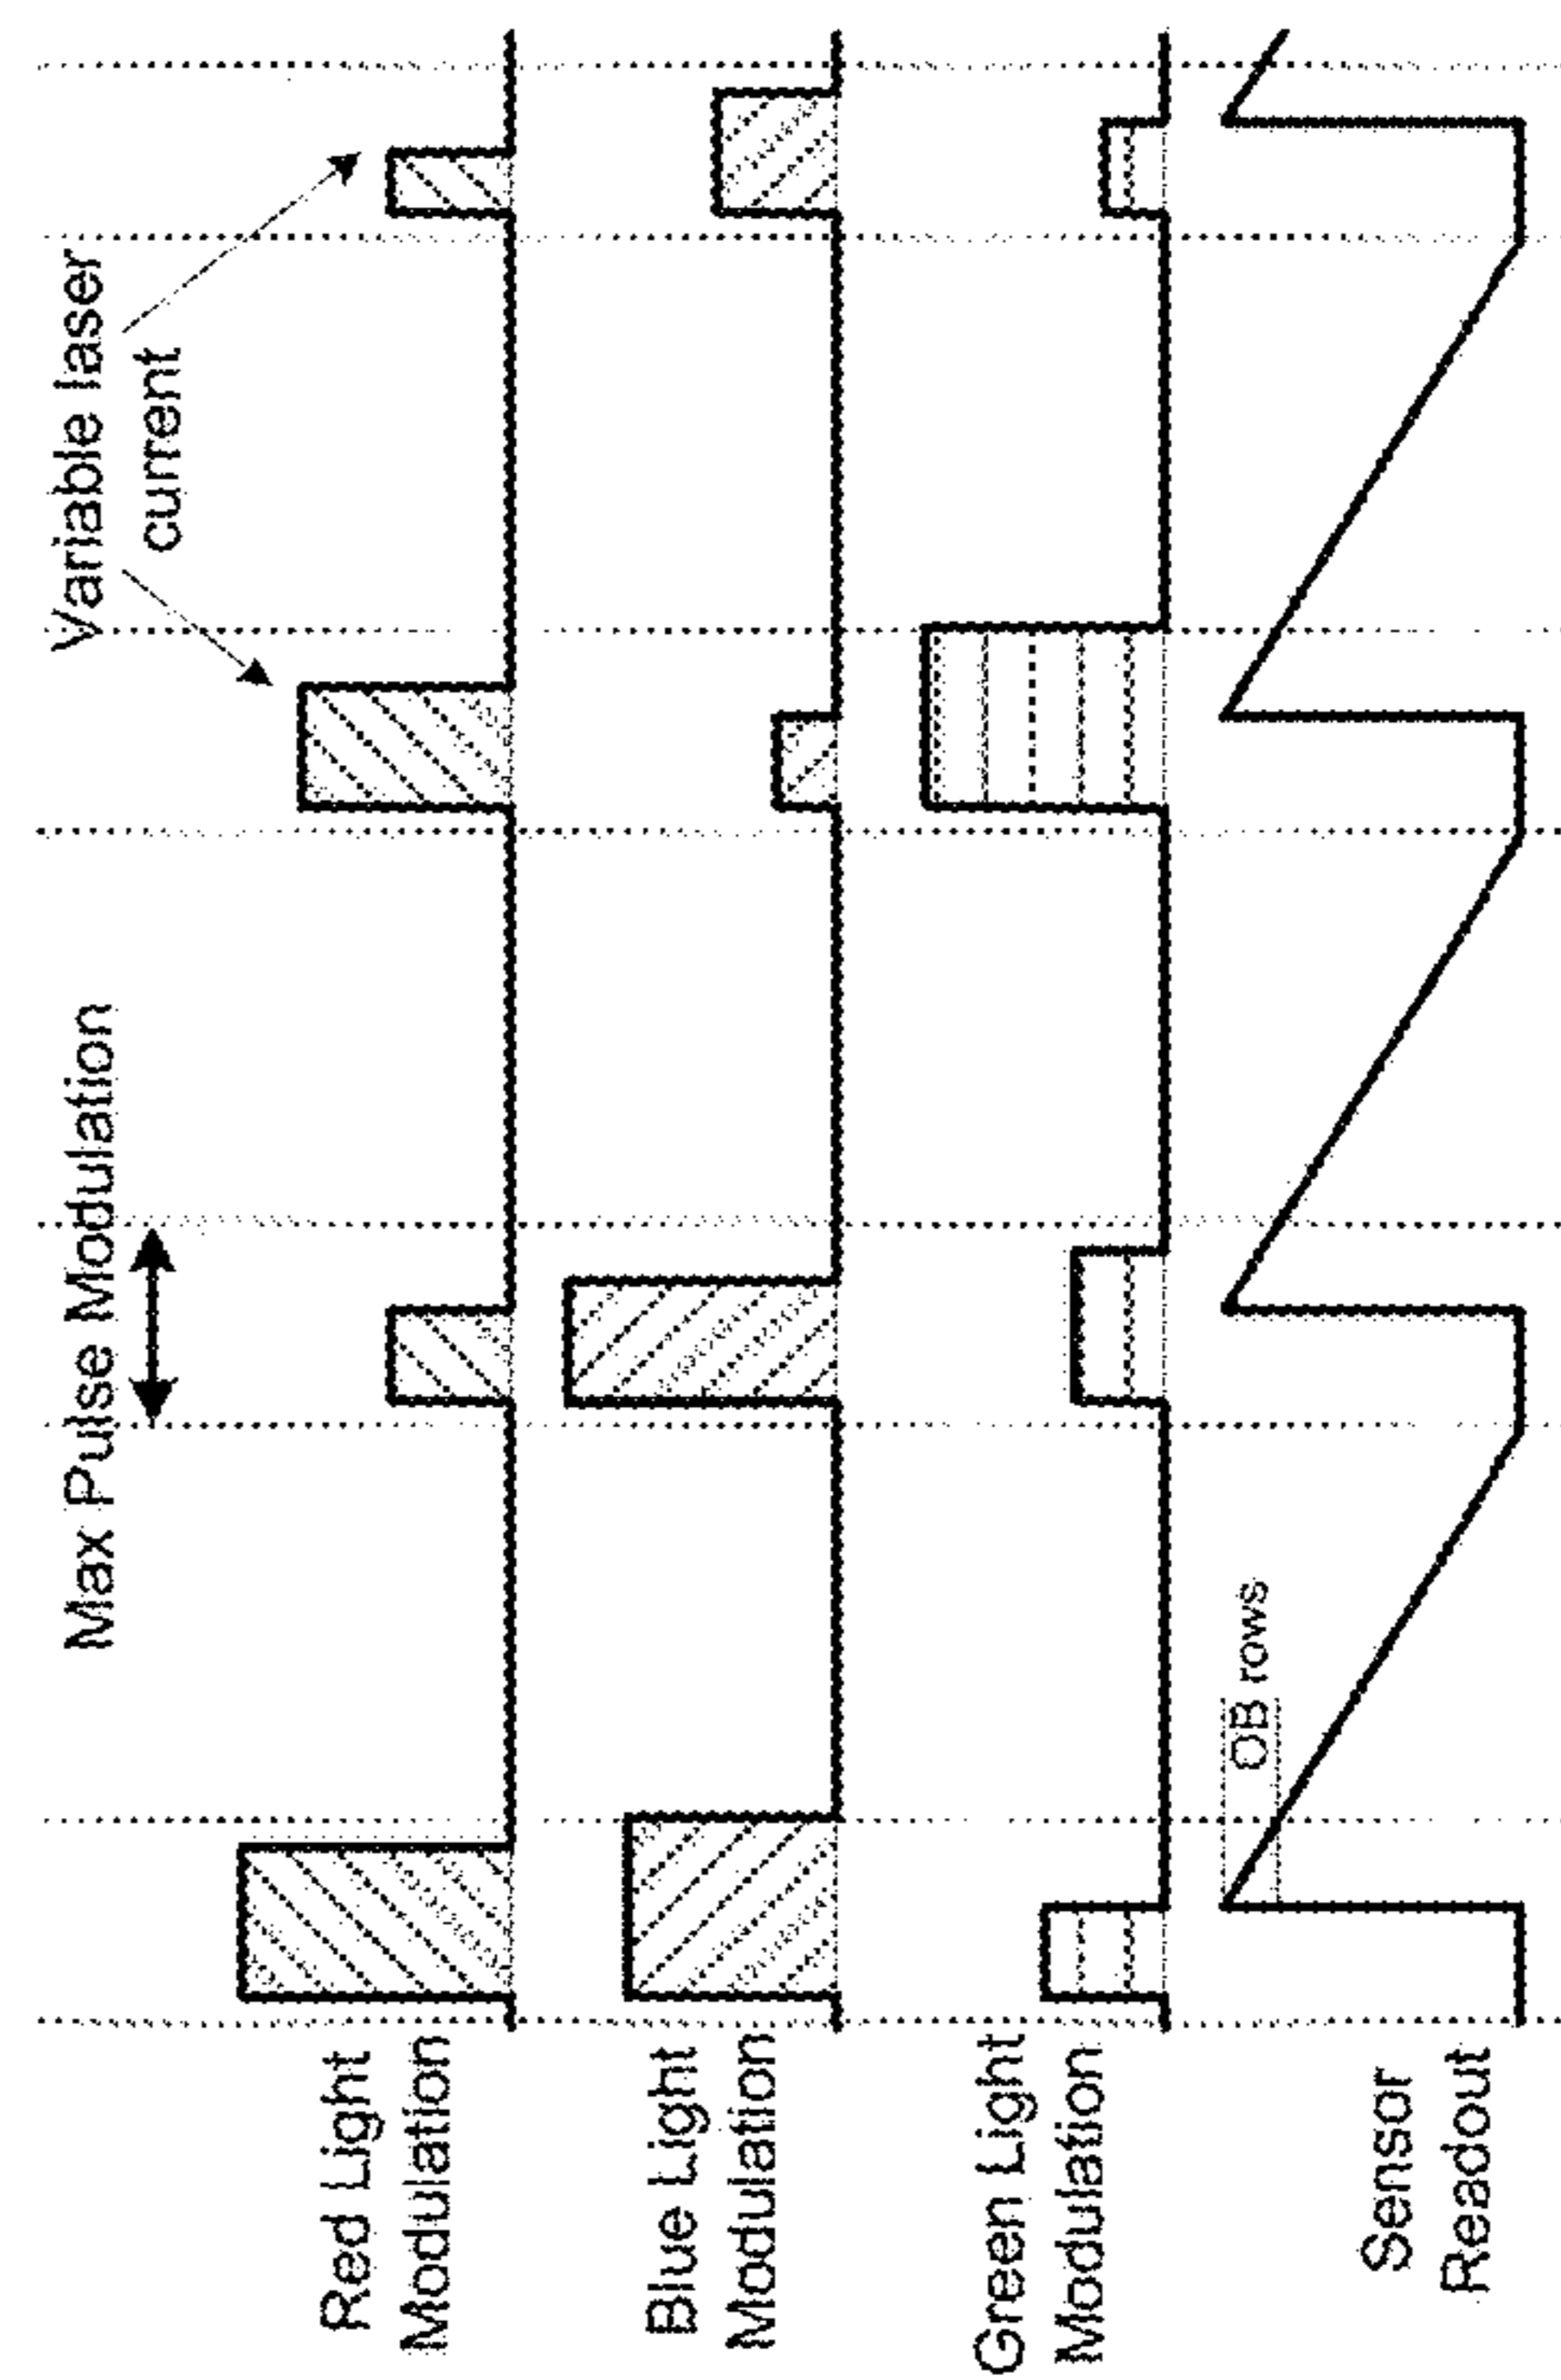 Max Pulse Modulation
Variable laser
current
Red Light
Modulation
Blue Light
Modulation
Green Light
Modulation
OB rows
Sensor
Readout